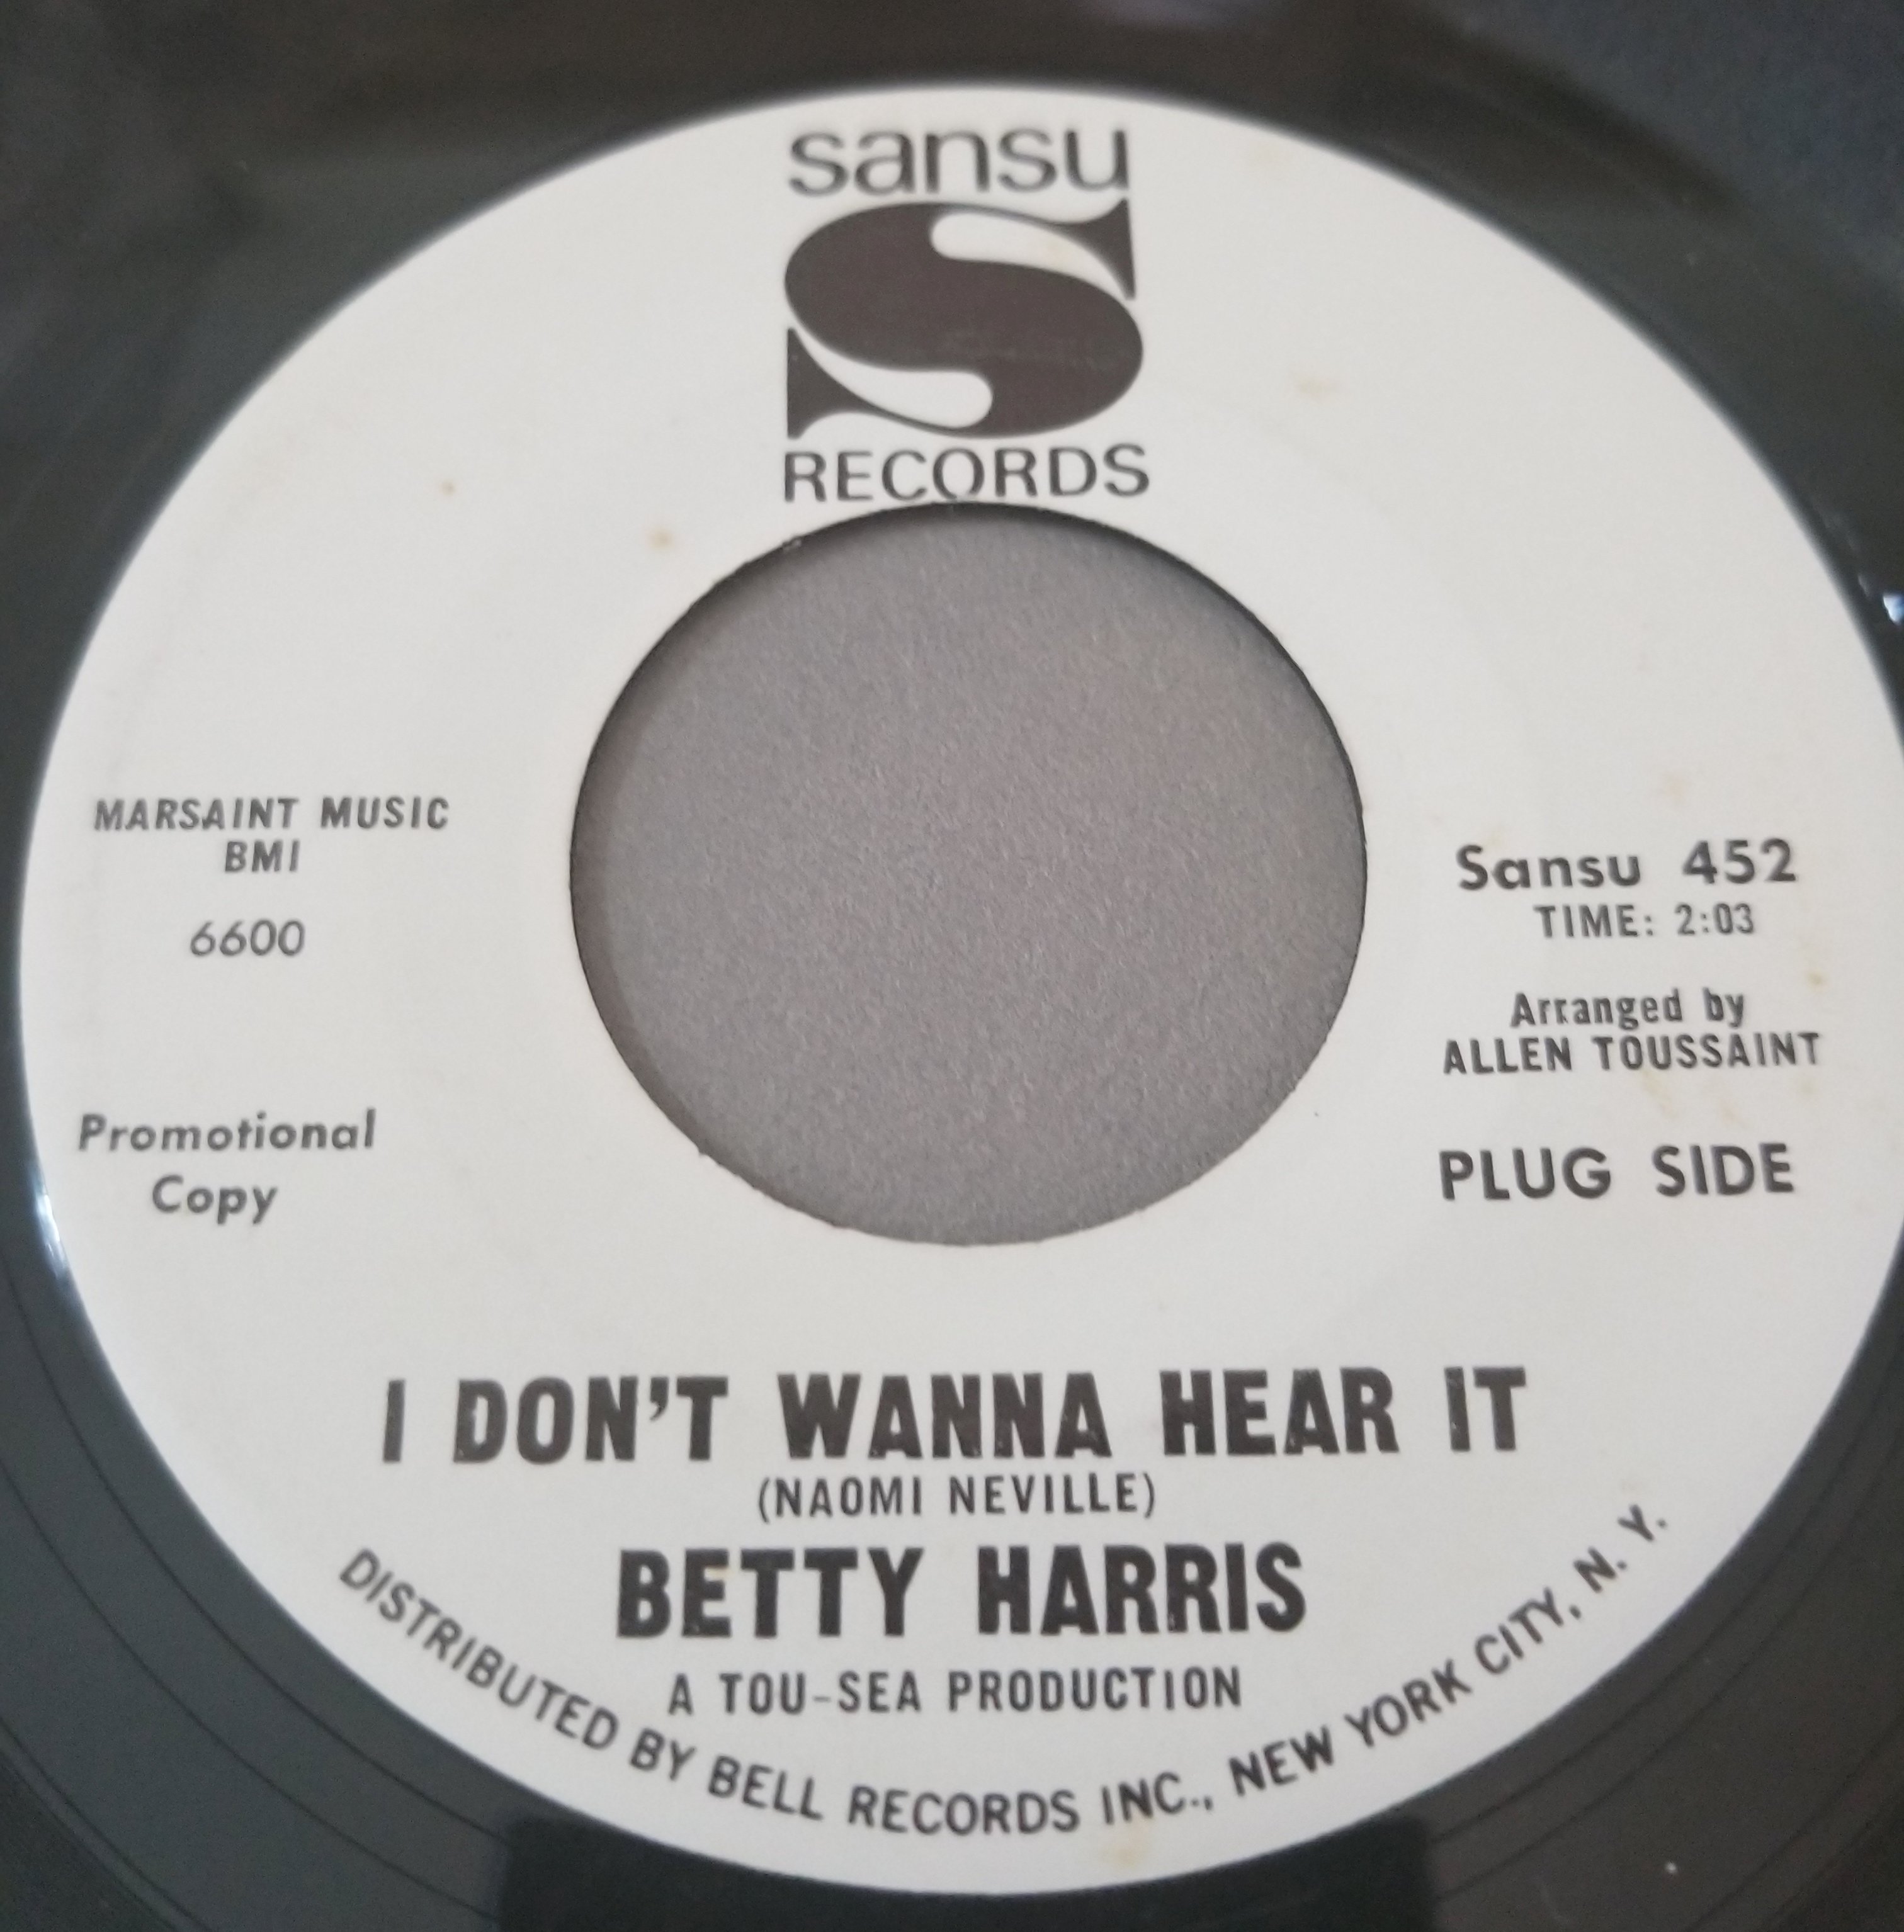 sansu
S
RECORDS
MARSAINT MUSIC
BMI
6600
Promotional
Copy
Sansu 452
TIME: 2:03
Arranged by
ALLEN TOUSSAINT
PLUG SIDE
I DON'T WANNA HEAR IT
(NAOMI NEVILLE)
BETTY HARRIS
A TOU-SEA PRODUCTION
DISTRIBUTED BY BELL RECORDS INC., NEW YORK CITY, N. Y.